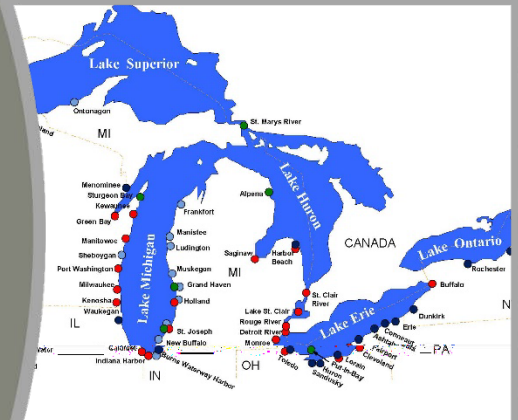 Lake Superior
Ontonagon
MI
St. Marys River
Menominee
Sturgeon Bay
Kewaunee
Green Bay
Frankfort
Alpena
Lake Huron
Manitowoc
Manistee
Ludington
Sheboygan
Port Washington
Muskegon
Milwaukee
Grand Haven
Kenosha
Holland
Waukegan
Lake Michigan
MI
Saginaw
Harbor
Beach
CANADA
Lake Ontario
Rochester
St. Clair
River
Buffalo
N
Lake St. Clair
Rouge River
Detroit River
Monroe
Lake Erie
Dunkirk
Erie
Conneaut
IL
St. Joseph
New Buffalo
Burns Waterway Harbor
Indiana Harbor
IN
OH
Toledo
PA
Fairport
Cleveland
Lorain
Put-In-Bay
Huron
Sandusky